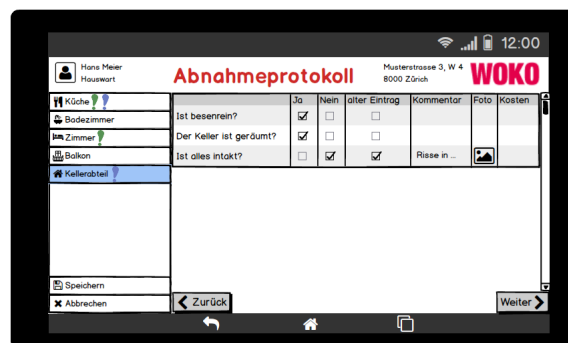 12:00
Hans Meier
Hauswart
Abnahmeprotokoll
Musterstrasse 3, W 4
8000 Zürich
WOKO
Küche
Badezimmer
Zimmer
Balkon
Kellerabteil
Speichern
Abbrechen
Ja Nein alter Eintrag Kommentar Foto Kosten
Ist besenrein?
Der Keller ist geräumt?
Ist alles intakt? Risse in ...
Zurück
Weiter